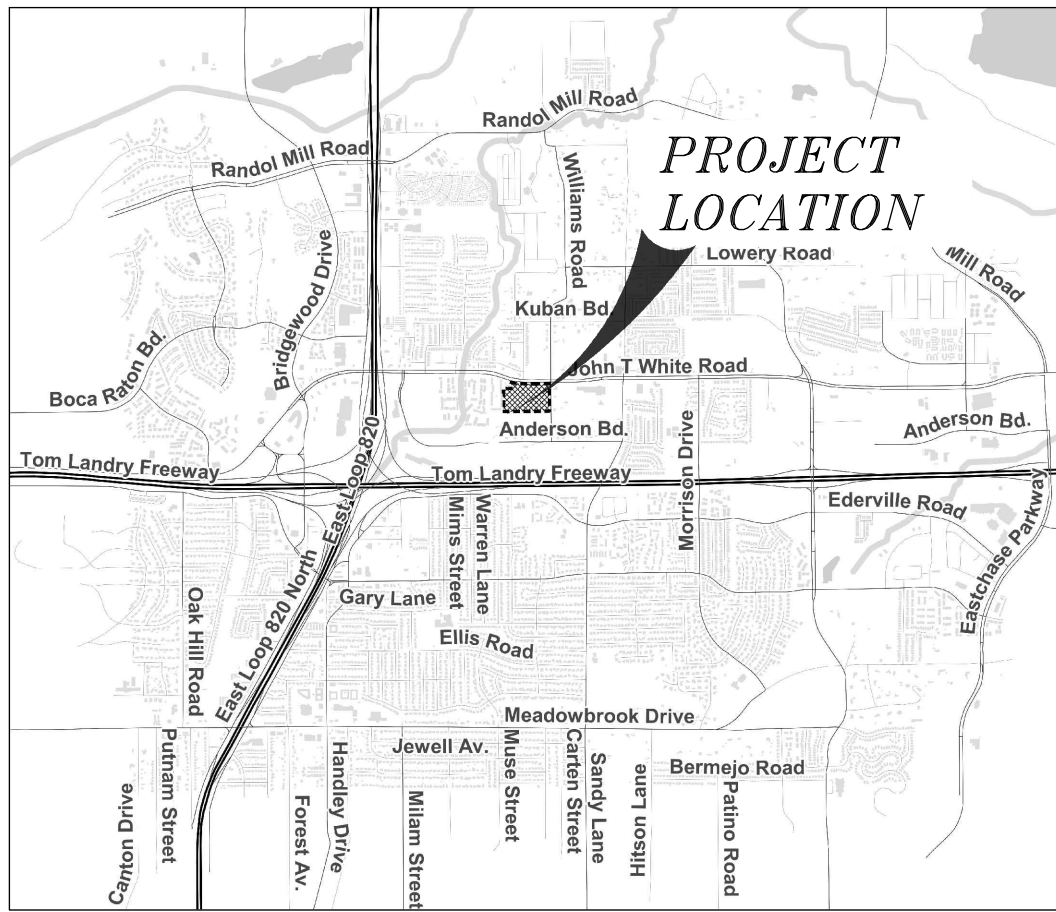 Randol Mill Road
Randol Mill Road
PROJECT
LOCATION
Williams Road
Bridgewood Drive
Lowery Road
Mill Road
Kuban Bd.
Boca Raton Bd.
John T White Road
Anderson Bd.
Anderson Bd.
Tom Landry Freeway
East Loop 820
Tom Landry Freeway
Morrison Drive
Ederville Road
Eastchase Parkway
Mims Street
Warren Lane
Oak Hill Road
East Loop 820 North
Gary Lane
Ellis Road
Meadowbrook Drive
Putnam Street
Jewell Av.
Muse Street
Carten Street
Bermejo Road
Canton Drive
Forest Av.
Handley Drive
Milam Street
Sandy Lane
Hitson Lane
Patino Road